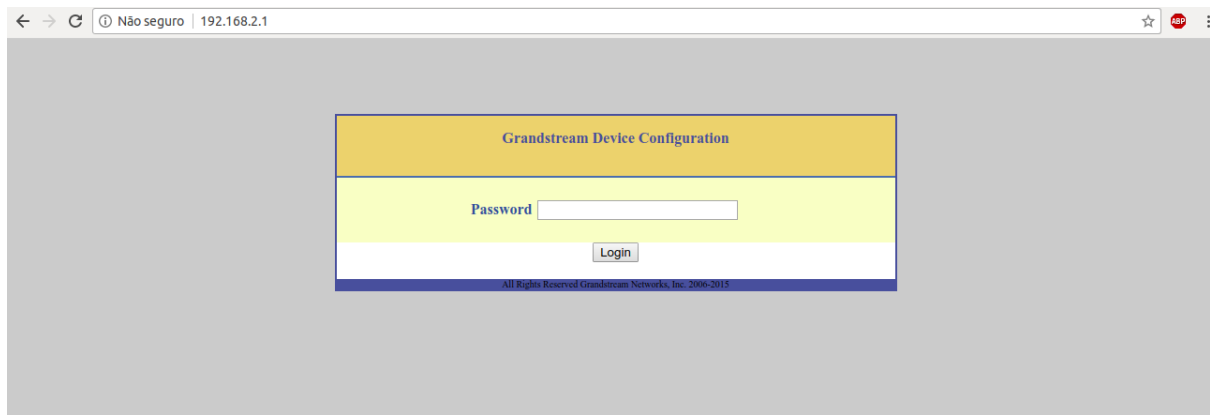 Não seguro 192.168.2.1
ABP
Grandstream Device Configuration
Password
Login
All Rights Reserved Grandstream Networks, Inc. 2006-2015